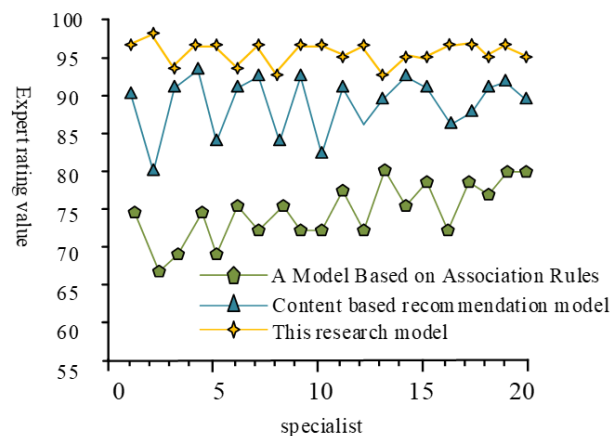 100
95
90
85
80
75
70
65
60
55
Expert rating value
A Model Based on Association Rules
Content based recommendation model
This research model
0 5 10 15 20
specialist